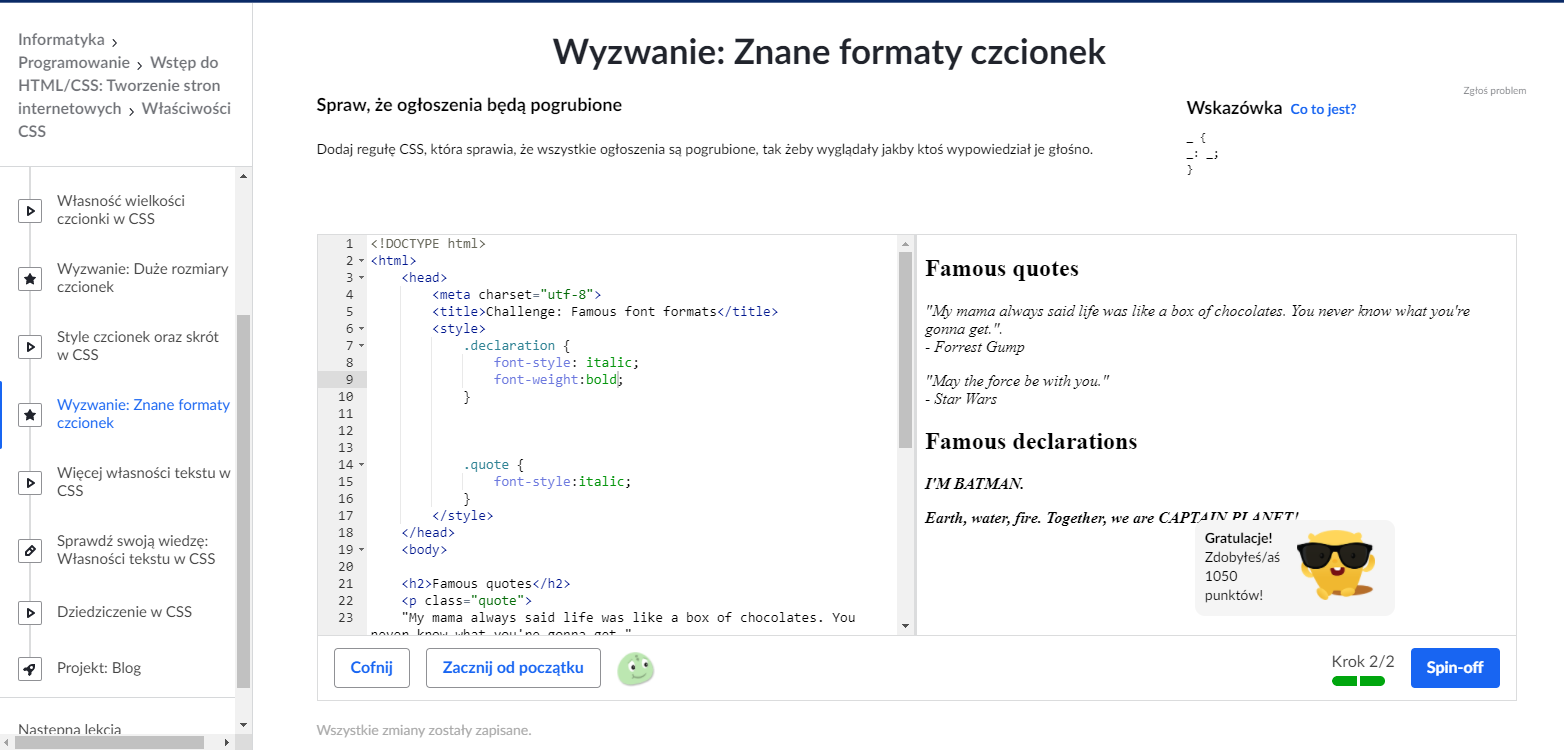 Informatyka >
Programowanie > Wstęp do
HTML/CSS: Tworzenie stron
internetowych > Właściwości
CSS
Własność wielkości
czcionki w CSS
Wyzwanie: Duże rozmiary
czcionek
Style czcionek oraz skrót
w CSS
Wyzwanie: Znane formaty
czcionek
Więcej własności tekstu w
CSS
Sprawdź swoją wiedzę:
Własności tekstu w CSS
Dziedziczenie w CSS
Projekt: Blog
Następna lekcja
Wyzwanie: Znane formaty czcionek
Zgłoś problem
Spraw, że ogłoszenia będą pogrubione
Dodaj regułę CSS, która sprawia, że wszystkie ogłoszenia są pogrubione, tak żeby wyglądały jakby ktoś wypowiedział je głośno.
Wskazówka Co to jest?
_ {
_: _;
}
1 <!DOCTYPE html>
2 <html>
3 <head>
4 <meta charset="utf-8">
5 <title>Challenge: Famous font formats</title>
6 <style>
7 .declaration {
8 font-style: italic;
9 font-weight:bold;
10 }
11
12
13
14 .quote {
15 font-style:italic;
16 }
17 </style>
18 </head>
19 <body>
20
21 <h2>Famous quotes</h2>
22 <p class="quote">
23 "My mama always said life was like a box of chocolates. You
never know what you're gonna get."
Famous quotes
"My mama always said life was like a box of chocolates. You never know what you're
gonna get.".
- Forrest Gump
"May the force be with you."
- Star Wars
Famous declarations
I'M BATMAN.
Earth, water, fire. Together, we are CAPTAIN PLANET!
Gratulacje!
Zdobyłeś/aś
1050
punktów!
Cofnij
Zacznij od początku
Krok 2/2
Spin-off
Wszystkie zmiany zostały zapisane.